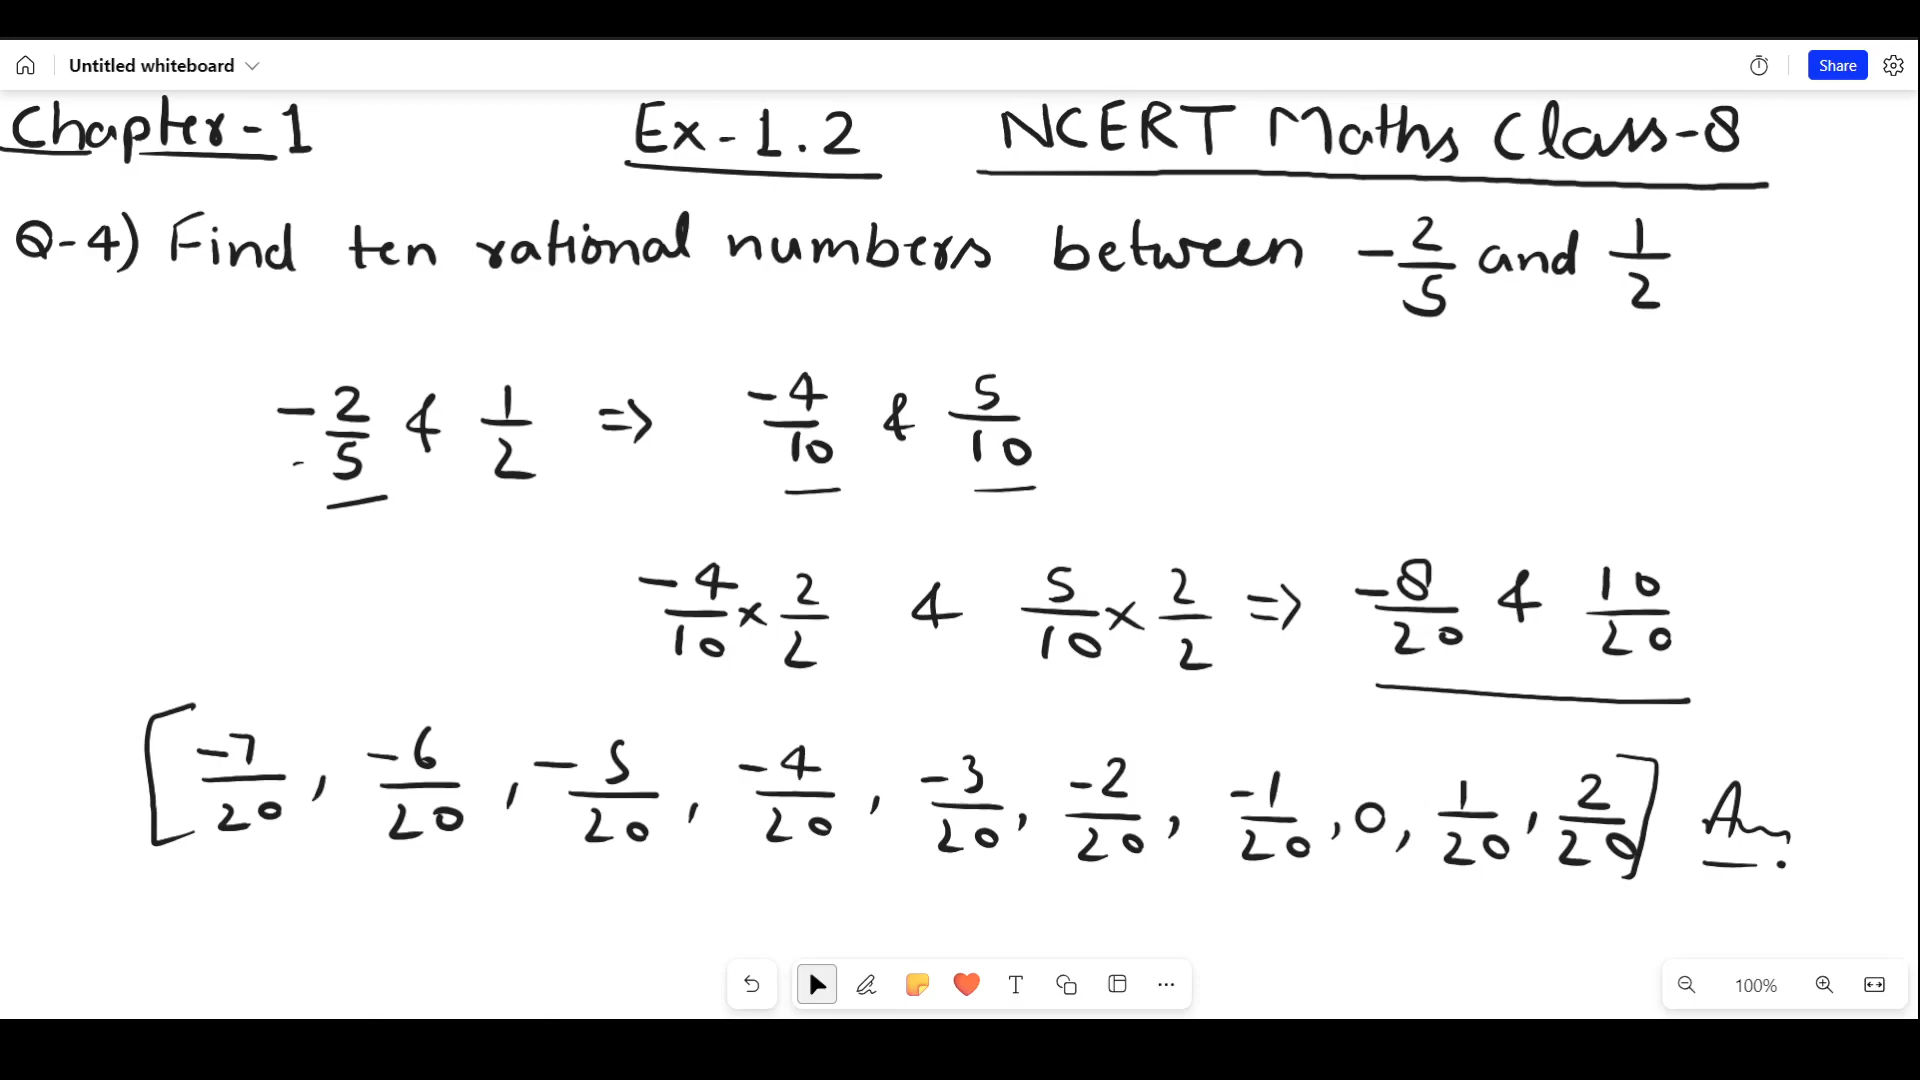 Untitled whiteboard Share
Chapter-1 Ex-1.2 NCERT Maths Class-8
Q-4) Find ten rational numbers between -2/5 and 1/2
-2/5 & 1/2 => -4/10 & 5/10
-4/10 × 2/2 & 5/10 × 2/2 => -8/20 & 10/20
[-7/20, -6/20, -5/20, -4/20, -3/20, -2/20, -1/20, 0, 1/20, 2/20] Ans.
100%